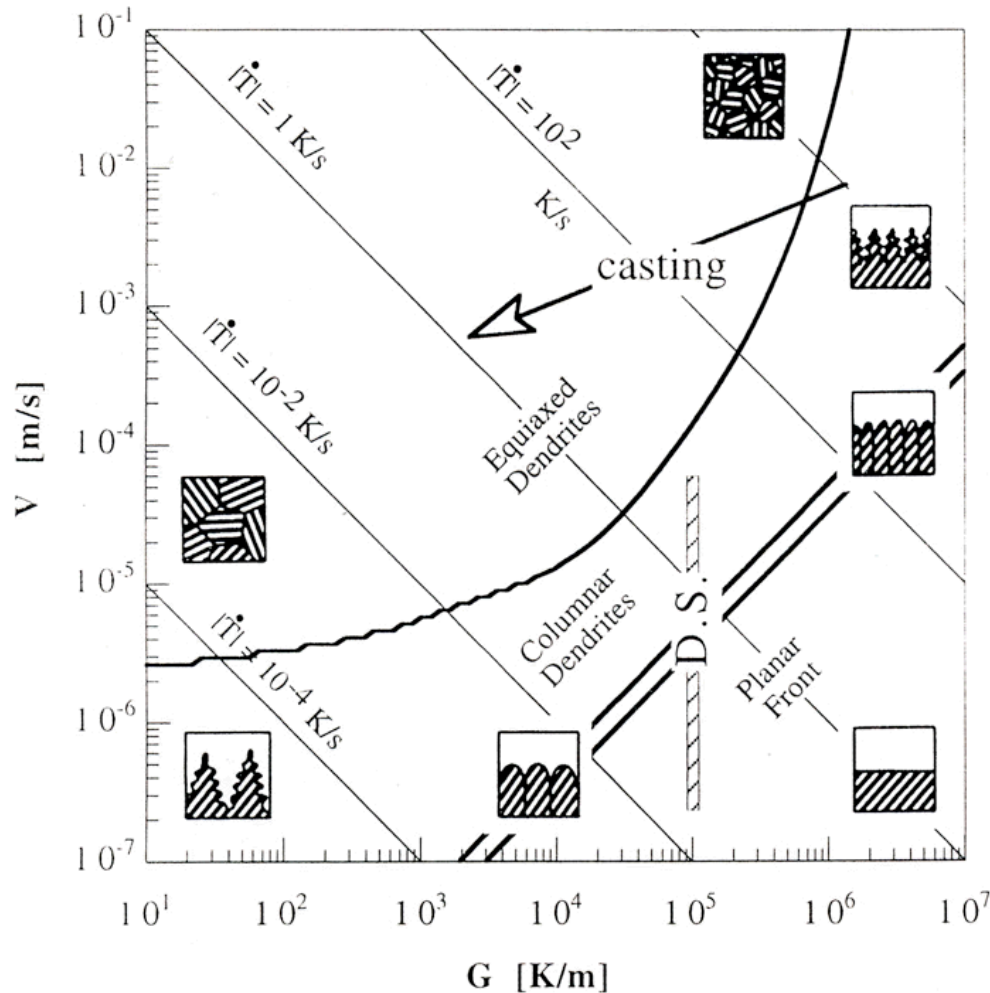 10⁻¹
10⁻²
10⁻³
10⁻⁴
10⁻⁵
10⁻⁶
10⁻⁷
V [m/s]
|Ṫ| = 1 K/s
|Ṫ| = 10²
K/s
casting
|Ṫ| = 10⁻² K/s
Equiaxed
Dendrites
|Ṫ| = 10⁻⁴ K/s
Columnar
Dendrites
D.S.
Planar
Front
10¹ 10² 10³ 10⁴ 10⁵ 10⁶ 10⁷
G [K/m]